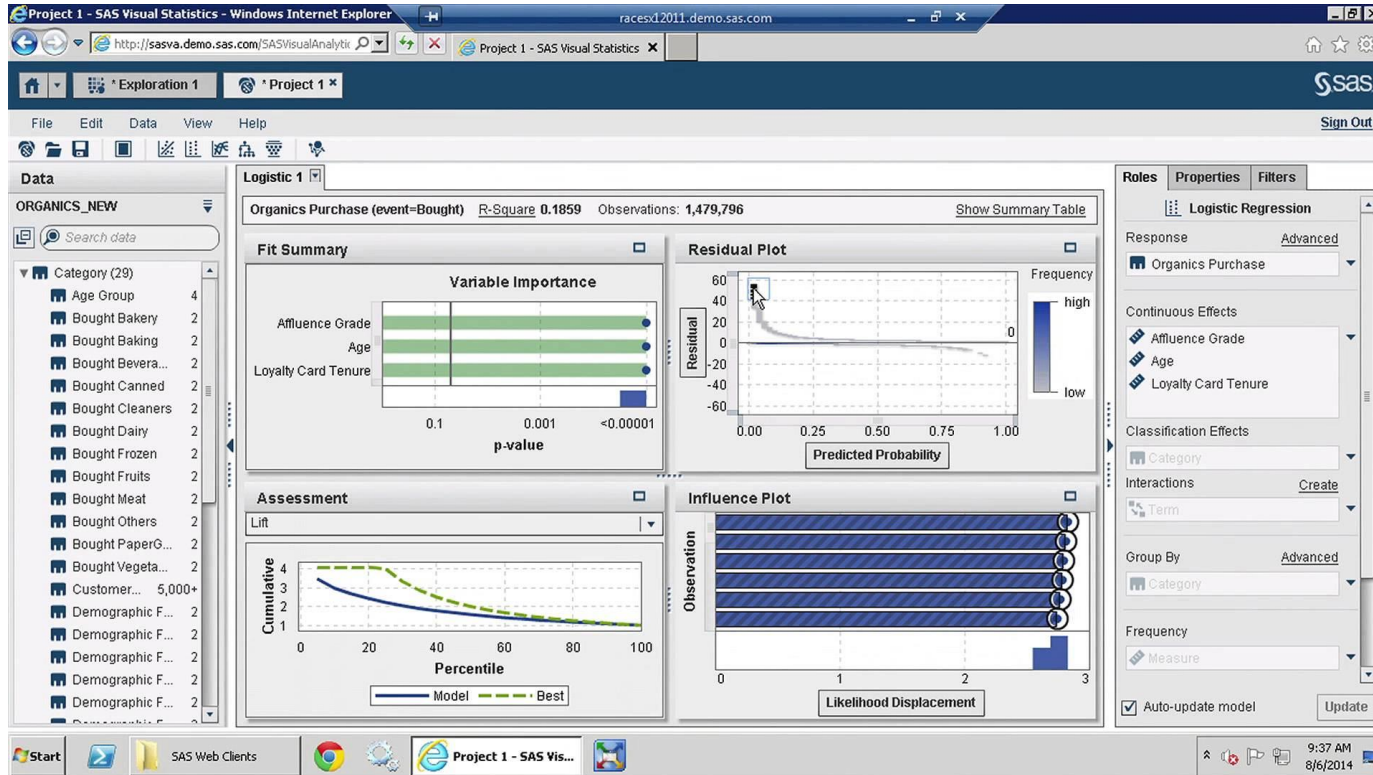 Project 1 - SAS Visual Statistics - Windows Internet Explorer
racesx12011.demo.sas.com
http://sasva.demo.sas.com/SASVisualAnalytic
Project 1 - SAS Visual Statistics
* Exploration 1
* Project 1
sas
File Edit Data View Help
Sign Out
Data
ORGANICS_NEW
Search data
Category (29)
Age Group 4
Bought Bakery 2
Bought Baking 2
Bought Bevera... 2
Bought Canned 2
Bought Cleaners 2
Bought Dairy 2
Bought Frozen 2
Bought Fruits 2
Bought Meat 2
Bought Others 2
Bought PaperG... 2
Bought Vegeta... 2
Customer... 5,000+
Demographic F... 2
Demographic F... 2
Demographic F... 2
Demographic F... 2
Demographic F... 2
Logistic 1
Organics Purchase (event=Bought) R-Square 0.1859 Observations: 1,479,796 Show Summary Table
Fit Summary
Variable Importance
Affluence Grade
Age
Loyalty Card Tenure
0.1 0.001 <0.00001
p-value
Residual Plot
Frequency
high
low
60
40
20
0
-20
-40
-60
0
Residual
0.00 0.25 0.50 0.75 1.00
Predicted Probability
Assessment
Lift
Cumulative
4
3
2
1
0 20 40 60 80 100
Percentile
Model Best
Influence Plot
Observation
0 1 2 3
Likelihood Displacement
Roles Properties Filters
Logistic Regression
Response Advanced
Organics Purchase
Continuous Effects
Affluence Grade
Age
Loyalty Card Tenure
Classification Effects
Category
Interactions Create
Term
Group By Advanced
Category
Frequency
Measure
Auto-update model Update
Start
SAS Web Clients
Project 1 - SAS Vis...
9:37 AM
8/6/2014